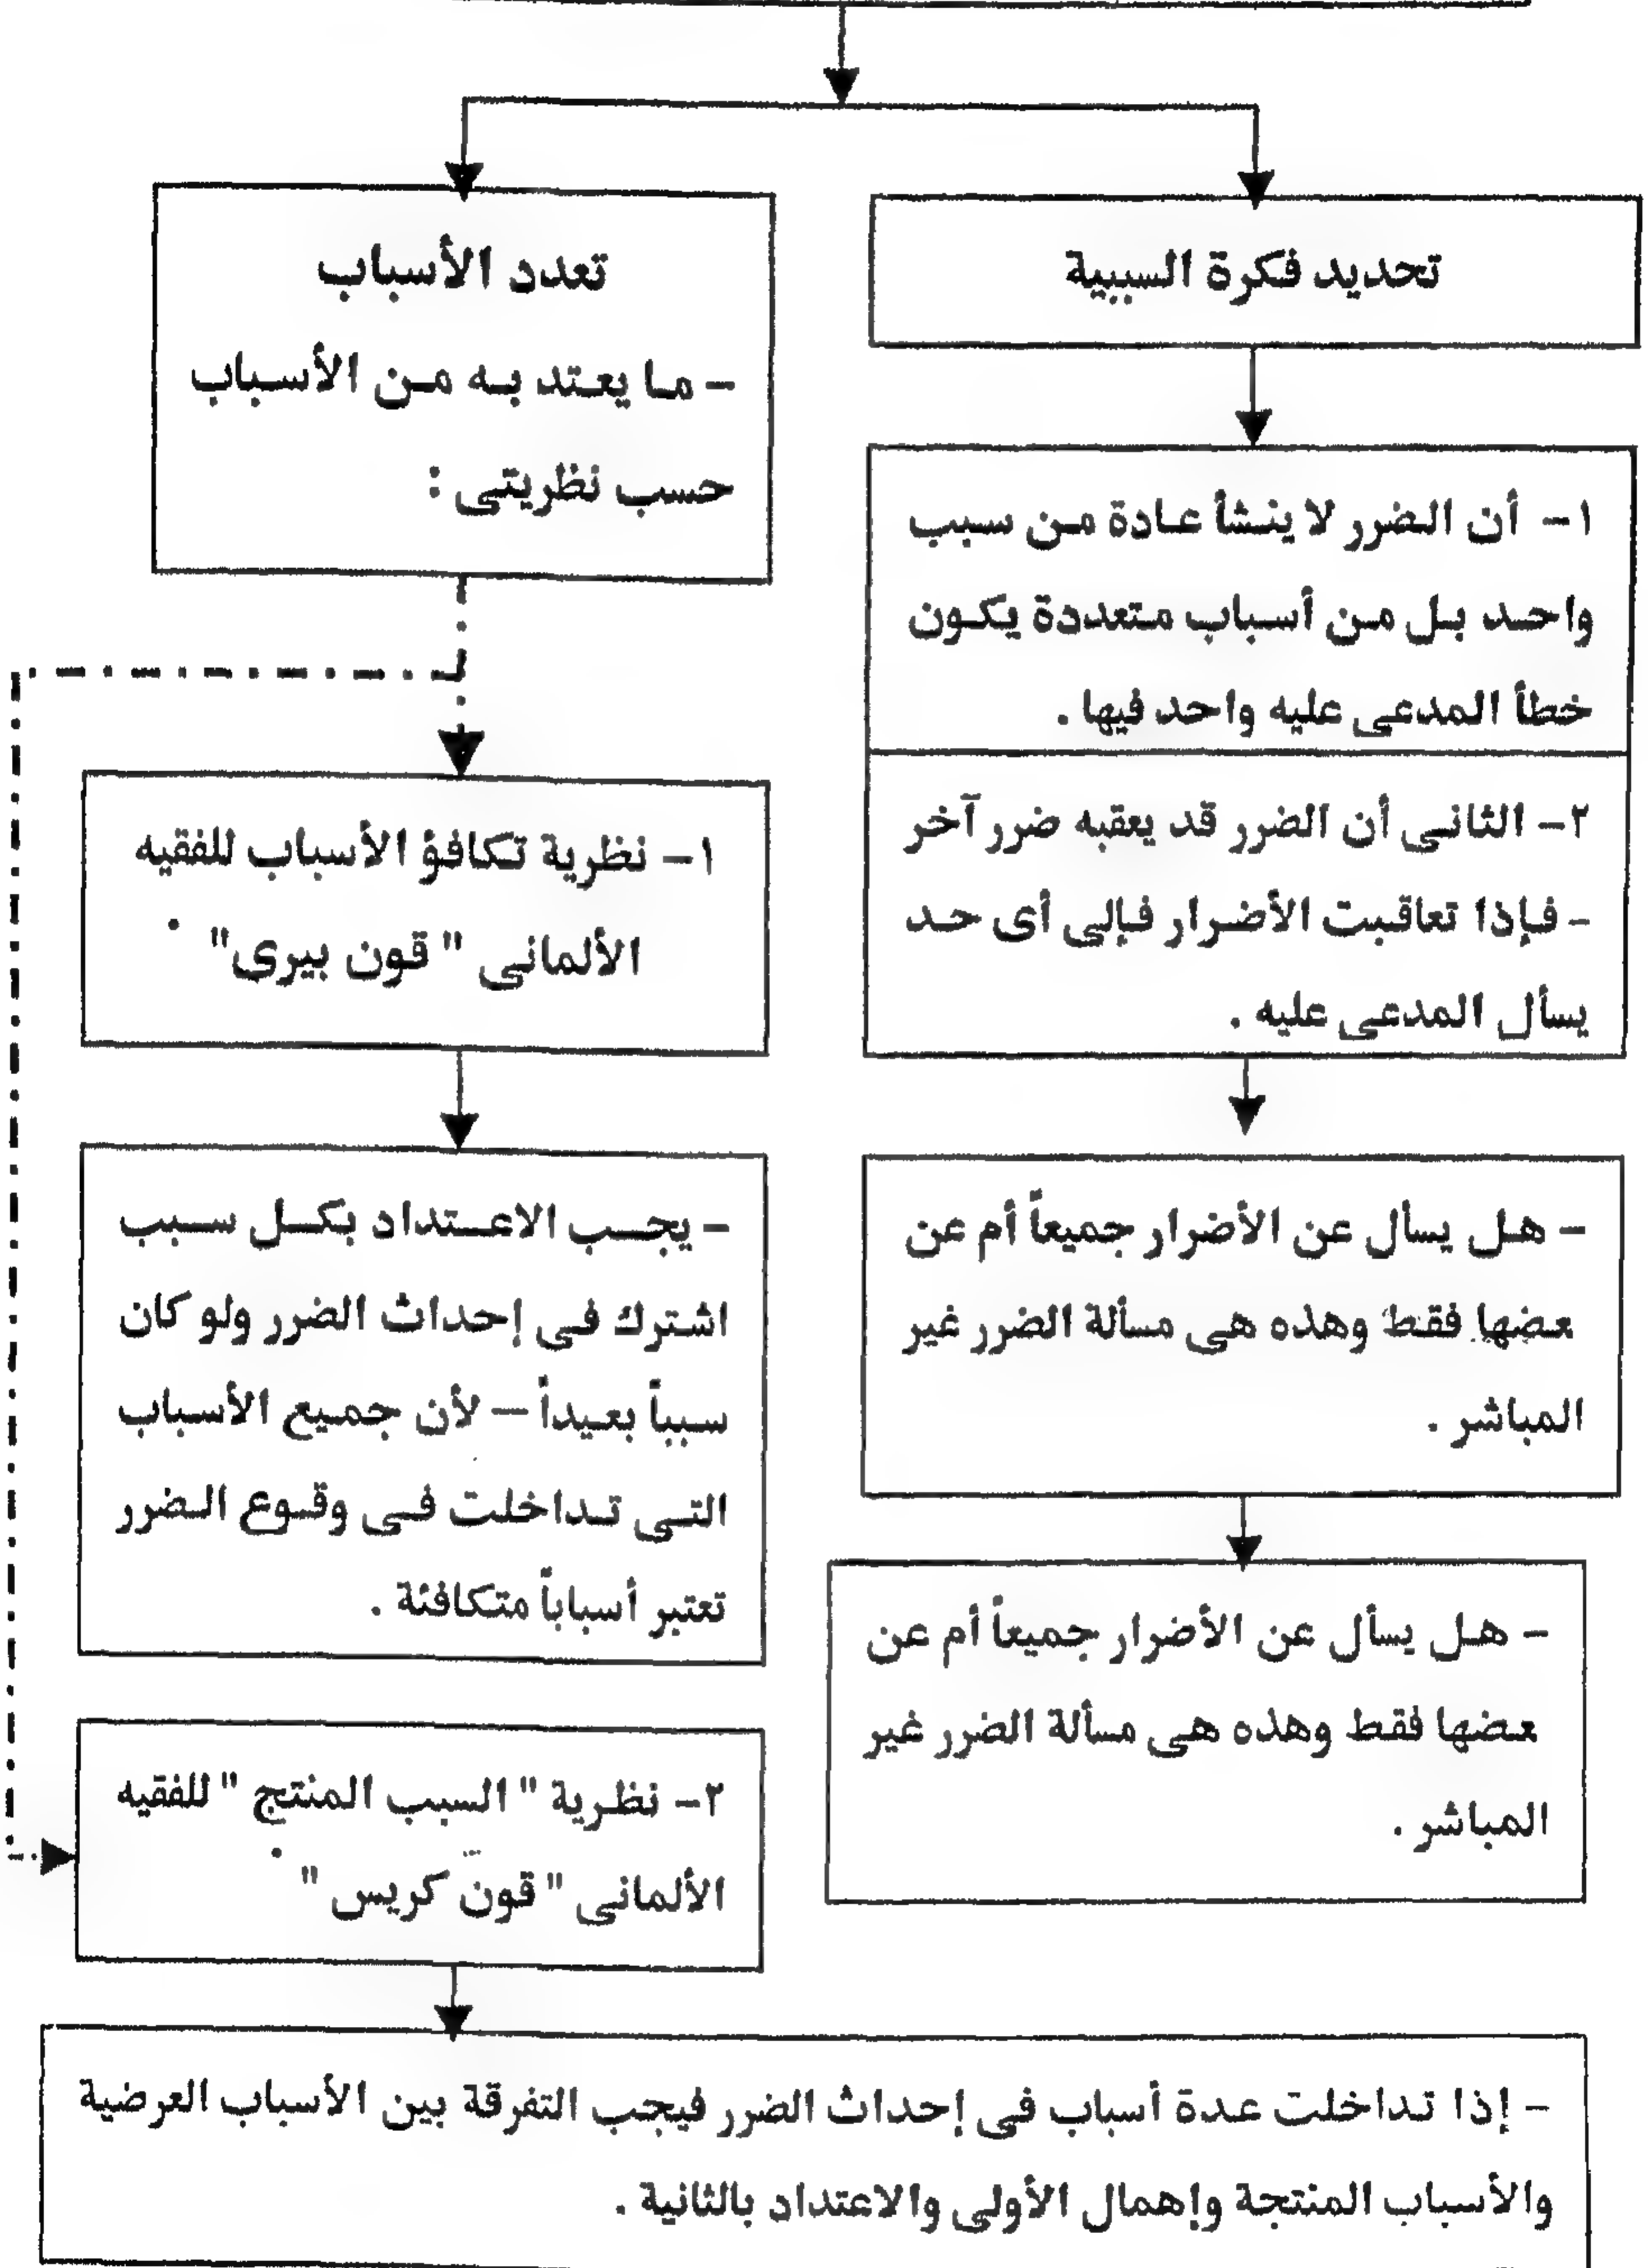 تحديد فكرة السببية
١- أن الضرر لا ينشأ عادة من سبب
واحد بل من أسباب متعددة يكون
خطأ المدعى عليه واحد فيها .
٢- الثانى أن الضرر قد يعقبه ضرر آخر
- فإذا تعاقبت الأضرار فإلى أى حد
يسأل المدعى عليه .
- هل يسأل عن الأضرار جميعاً أم عن
عضها فقط وهذه هى مسألة الضرر غير
المباشر .
- هل يسأل عن الأضرار جميعاً أم عن
عضها فقط وهذه هى مسألة الضرر غير
المباشر .
تعدد الأسباب
- ما يعتد به من الأسباب
حسب نظريتى :
١- نظرية تكافؤ الأسباب للفقيه
الألمانى " قون بيرى" .
- يجب الاعتداد بكل سبب
اشترك فى إحداث الضرر ولو كان
سبباً بعيداً – لأن جميع الأسباب
التى تداخلت فى وقوع الضرر
تعتبر أسباباً متكافئة .
٢- نظرية " السبب المنتج " للفقيه
الألمانى " قون كريس " .
- إذا تداخلت عدة أسباب فى إحداث الضرر فيجب التفرقة بين الأسباب العرضية
والأسباب المنتجة وإهمال الأولى والاعتداد بالثانية .